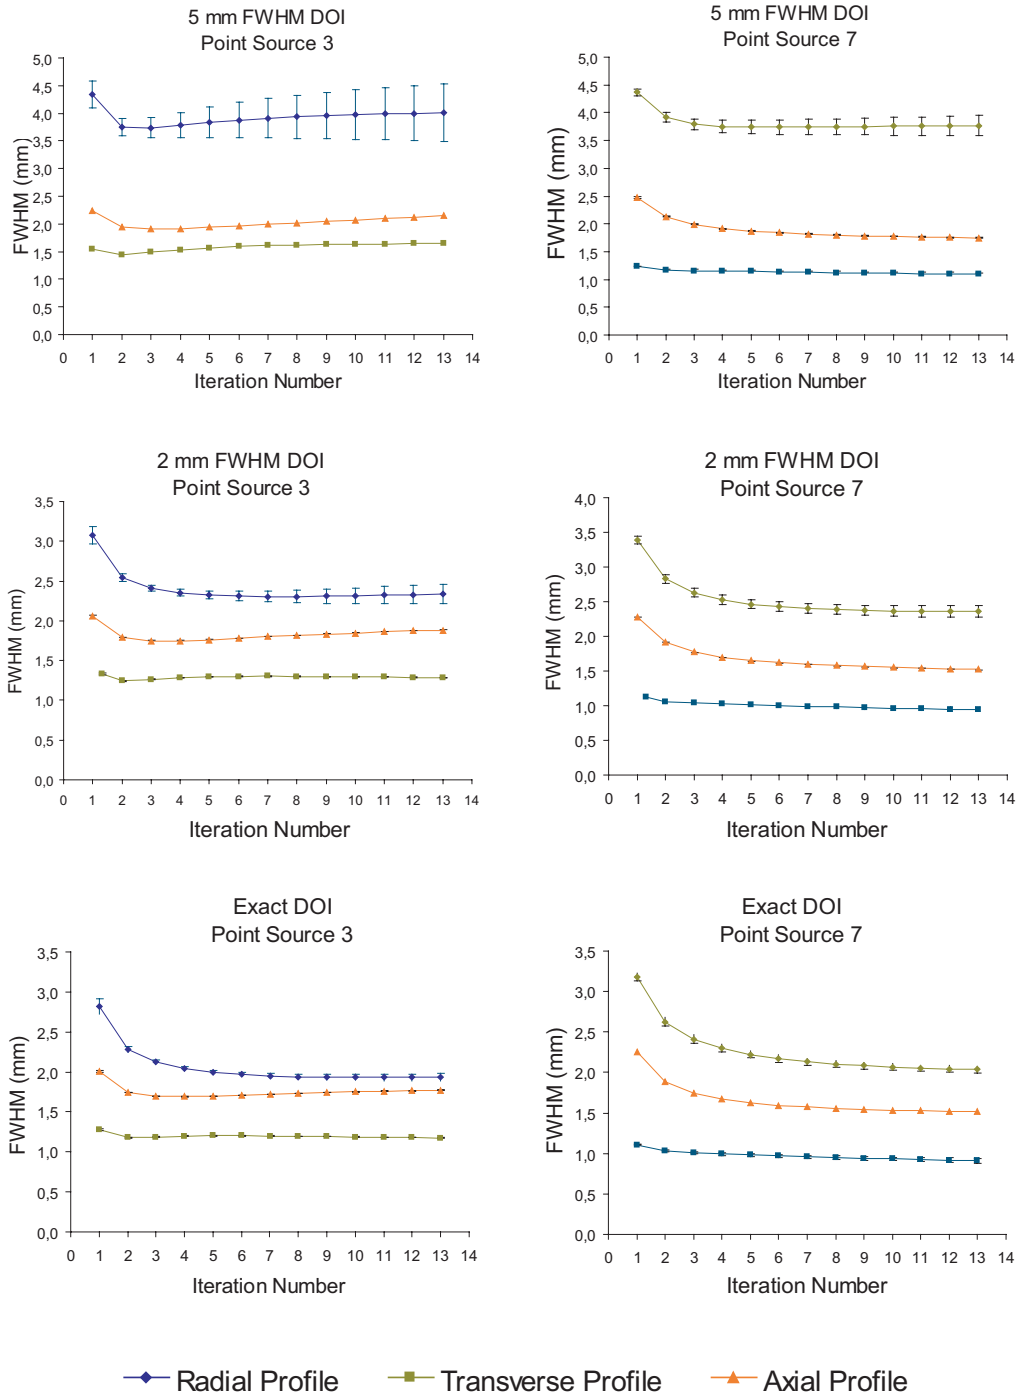 5 mm FWHM DOI
Point Source 3
5,0
4,5
4,0
3,5
3,0
2,5
2,0
1,5
1,0
0,5
0,0
FWHM (mm)
0 1 2 3 4 5 6 7 8 9 10 11 12 13 14
Iteration Number
5 mm FWHM DOI
Point Source 7
5,0
4,5
4,0
3,5
3,0
2,5
2,0
1,5
1,0
0,5
0,0
FWHM (mm)
0 1 2 3 4 5 6 7 8 9 10 11 12 13 14
Iteration Number
2 mm FWHM DOI
Point Source 3
3,5
3,0
2,5
2,0
1,5
1,0
0,5
0,0
FWHM (mm)
0 1 2 3 4 5 6 7 8 9 10 11 12 13 14
Iteration Number
2 mm FWHM DOI
Point Source 7
4,0
3,5
3,0
2,5
2,0
1,5
1,0
0,5
0,0
FWHM (mm)
0 1 2 3 4 5 6 7 8 9 10 11 12 13 14
Iteration Number
Exact DOI
Point Source 3
3,5
3,0
2,5
2,0
1,5
1,0
0,5
0,0
FWHM (mm)
0 1 2 3 4 5 6 7 8 9 10 11 12 13 14
Iteration Number
Exact DOI
Point Source 7
3,5
3,0
2,5
2,0
1,5
1,0
0,5
0,0
FWHM (mm)
0 1 2 3 4 5 6 7 8 9 10 11 12 13 14
Iteration Number
Radial Profile Transverse Profile Axial Profile